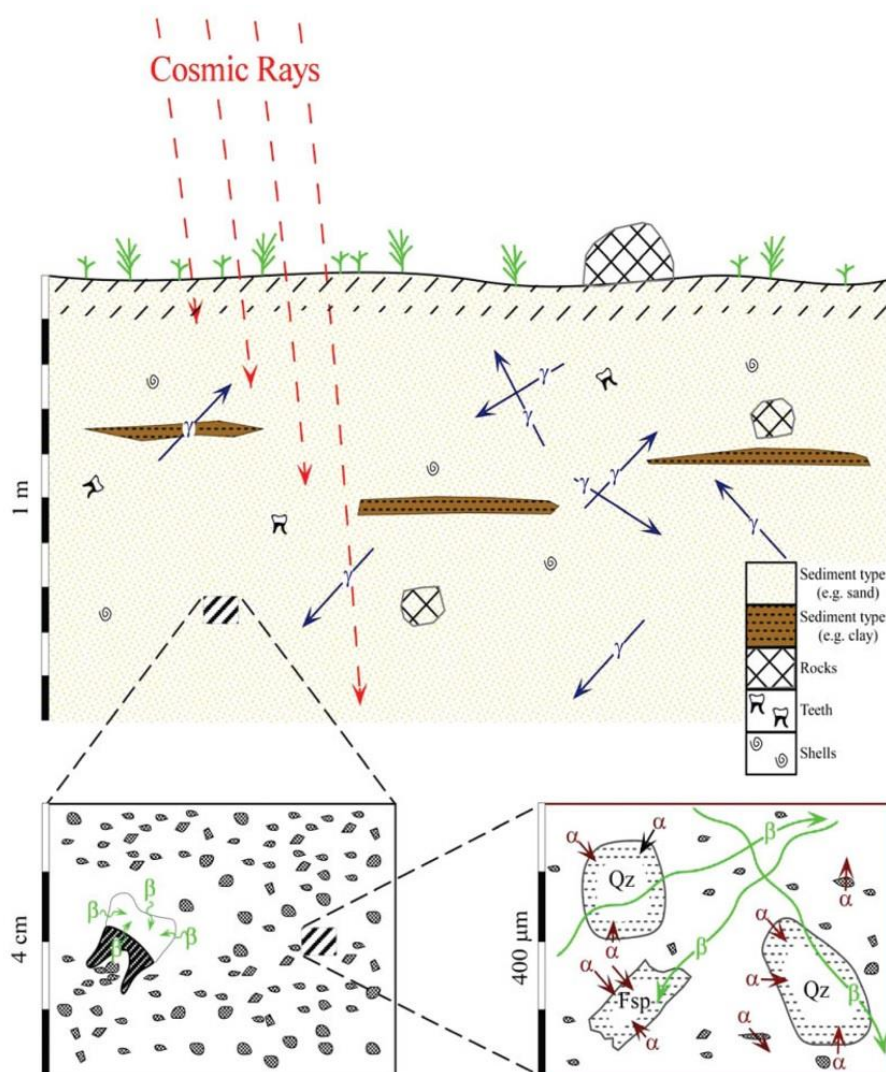 Cosmic Rays
γ
γ
γ
γ
γ
γ
γ
γ
1 m
Sediment type
(e.g. sand)
Sediment type
(e.g. clay)
Rocks
Teeth
Shells
4 cm
β
β
β
β
β
400 μm
α
α
β
Qz
α
α
α
β
α
α
Fsp
α
α
Qz
β
α
α
α